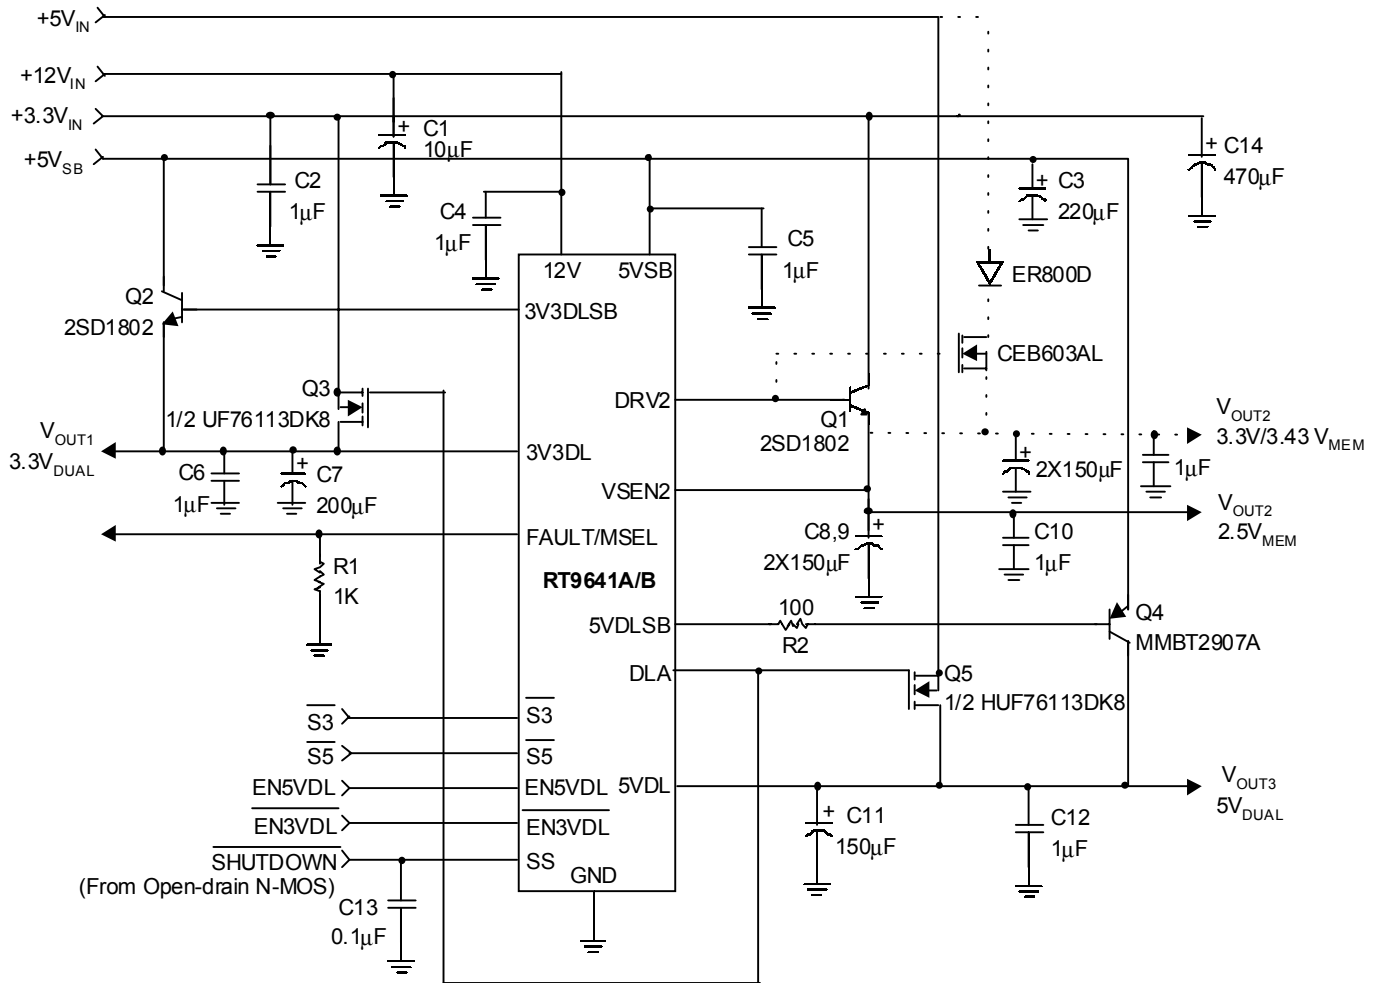 +5VIN
+12VIN
+3.3VIN
+5VSB
C1
10µF
C2
1µF
C4
1µF
C3
220µF
C14
470µF
C5
1µF
12V
5VSB
ER800D
Q2
2SD1802
3V3DLSB
CEB603AL
Q3
1/2 UF76113DK8
DRV2
Q1
2SD1802
VOUT1
3.3VDUAL
3V3DL
VOUT2
3.3V/3.43 VMEM
C6
1µF
C7
200µF
2X150µF
1µF
VSEN2
VOUT2
2.5VMEM
C8,9
2X150µF
C10
1µF
FAULT/MSEL
R1
1K
RT9641A/B
5VDLSB
100
R2
Q4
MMBT2907A
DLA
Q5
1/2 HUF76113DK8
S3
S3
S5
S5
EN5VDL
EN5VDL
5VDL
VOUT3
5VDUAL
EN3VDL
EN3VDL
C11
150µF
C12
1µF
SHUTDOWN
(From Open-drain N-MOS)
SS
GND
C13
0.1µF